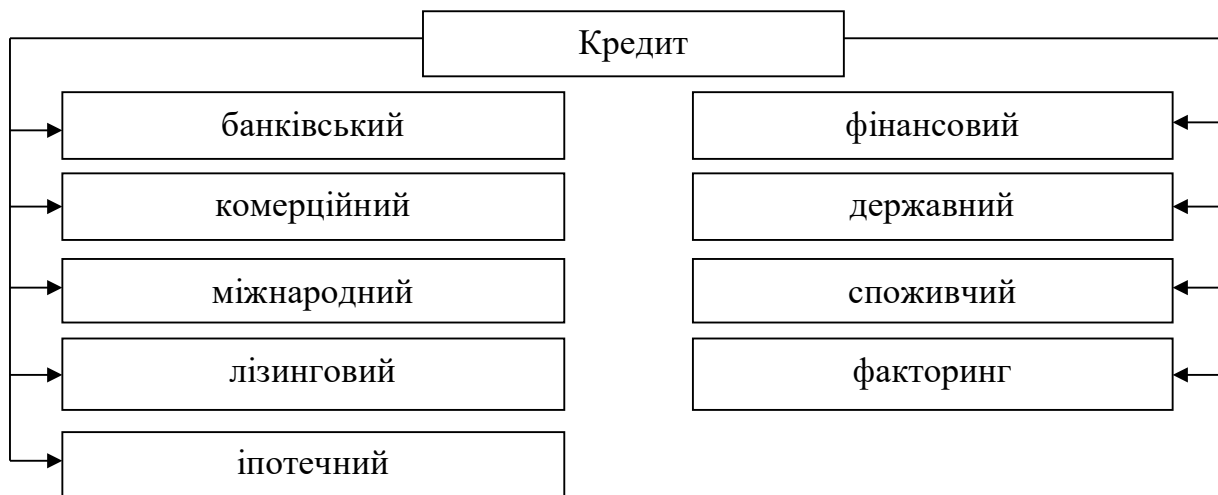 Кредит
банківський
фінансовий
комерційний
державний
міжнародний
споживчий
лізинговий
факторинг
іпотечний